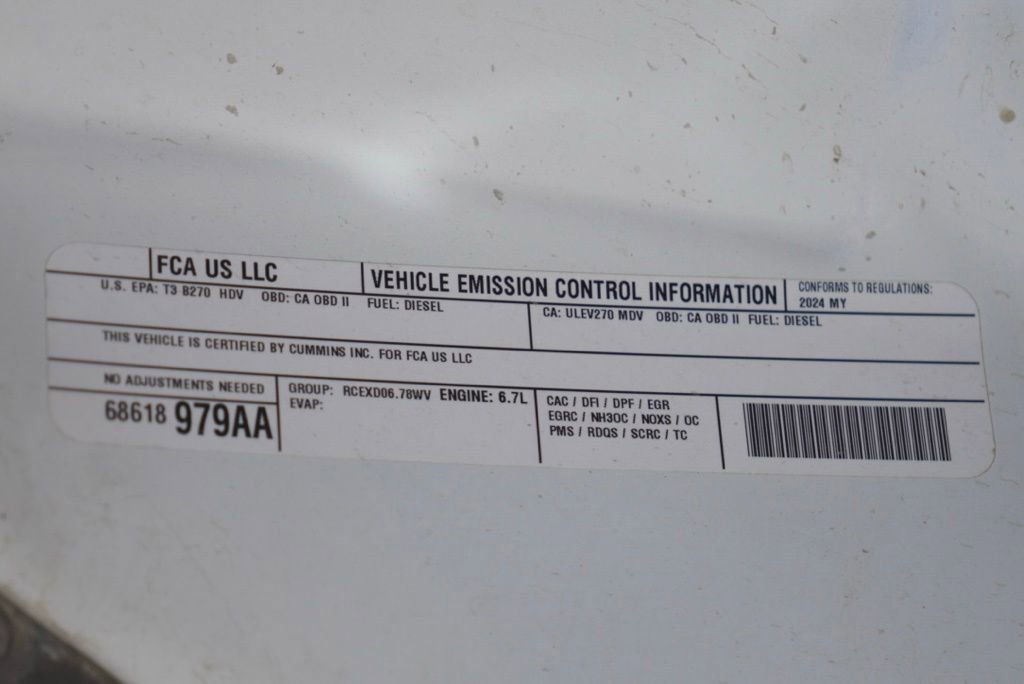 FCA US LLC
VEHICLE EMISSION CONTROL INFORMATION
CONFORMS TO REGULATIONS:
2024 MY
U.S. EPA: T3 B270 HDV OBD: CA OBD II FUEL: DIESEL
CA: ULEV270 MDV OBD: CA OBD II FUEL: DIESEL
THIS VEHICLE IS CERTIFIED BY CUMMINS INC. FOR FCA US LLC
NO ADJUSTMENTS NEEDED
68618 979AA
GROUP: RCEXD06.78WV ENGINE: 6.7L
EVAP:
CAC / DFI / DPF / EGR
EGRC / NH3OC / NOXS / OC
PMS / RDQS / SCRC / TC